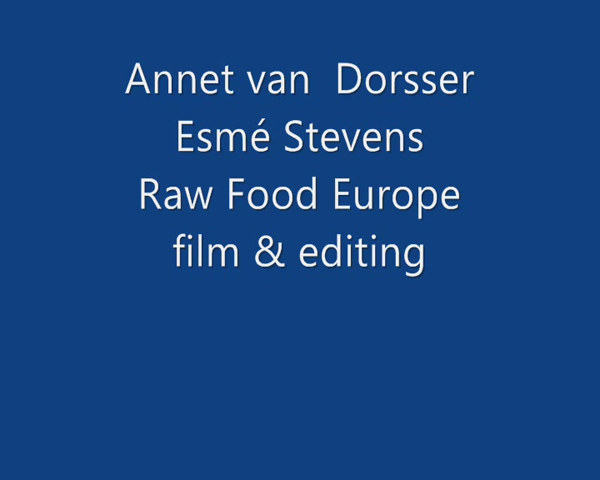 Annet van  Dorsser
Esmé Stevens
Raw Food Europe
film & editing